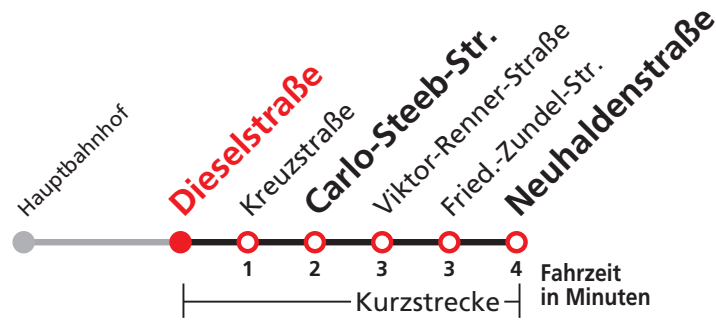 Hauptbahnhof
Dieselstraße
Kreuzstraße
Carlo-Steeb-Str.
Viktor-Renner-Straße
Fried.-Zundel-Str.
Neuhaldenstraße
1 2 3 3 4 Fahrzeit
in Minuten
Kurzstrecke